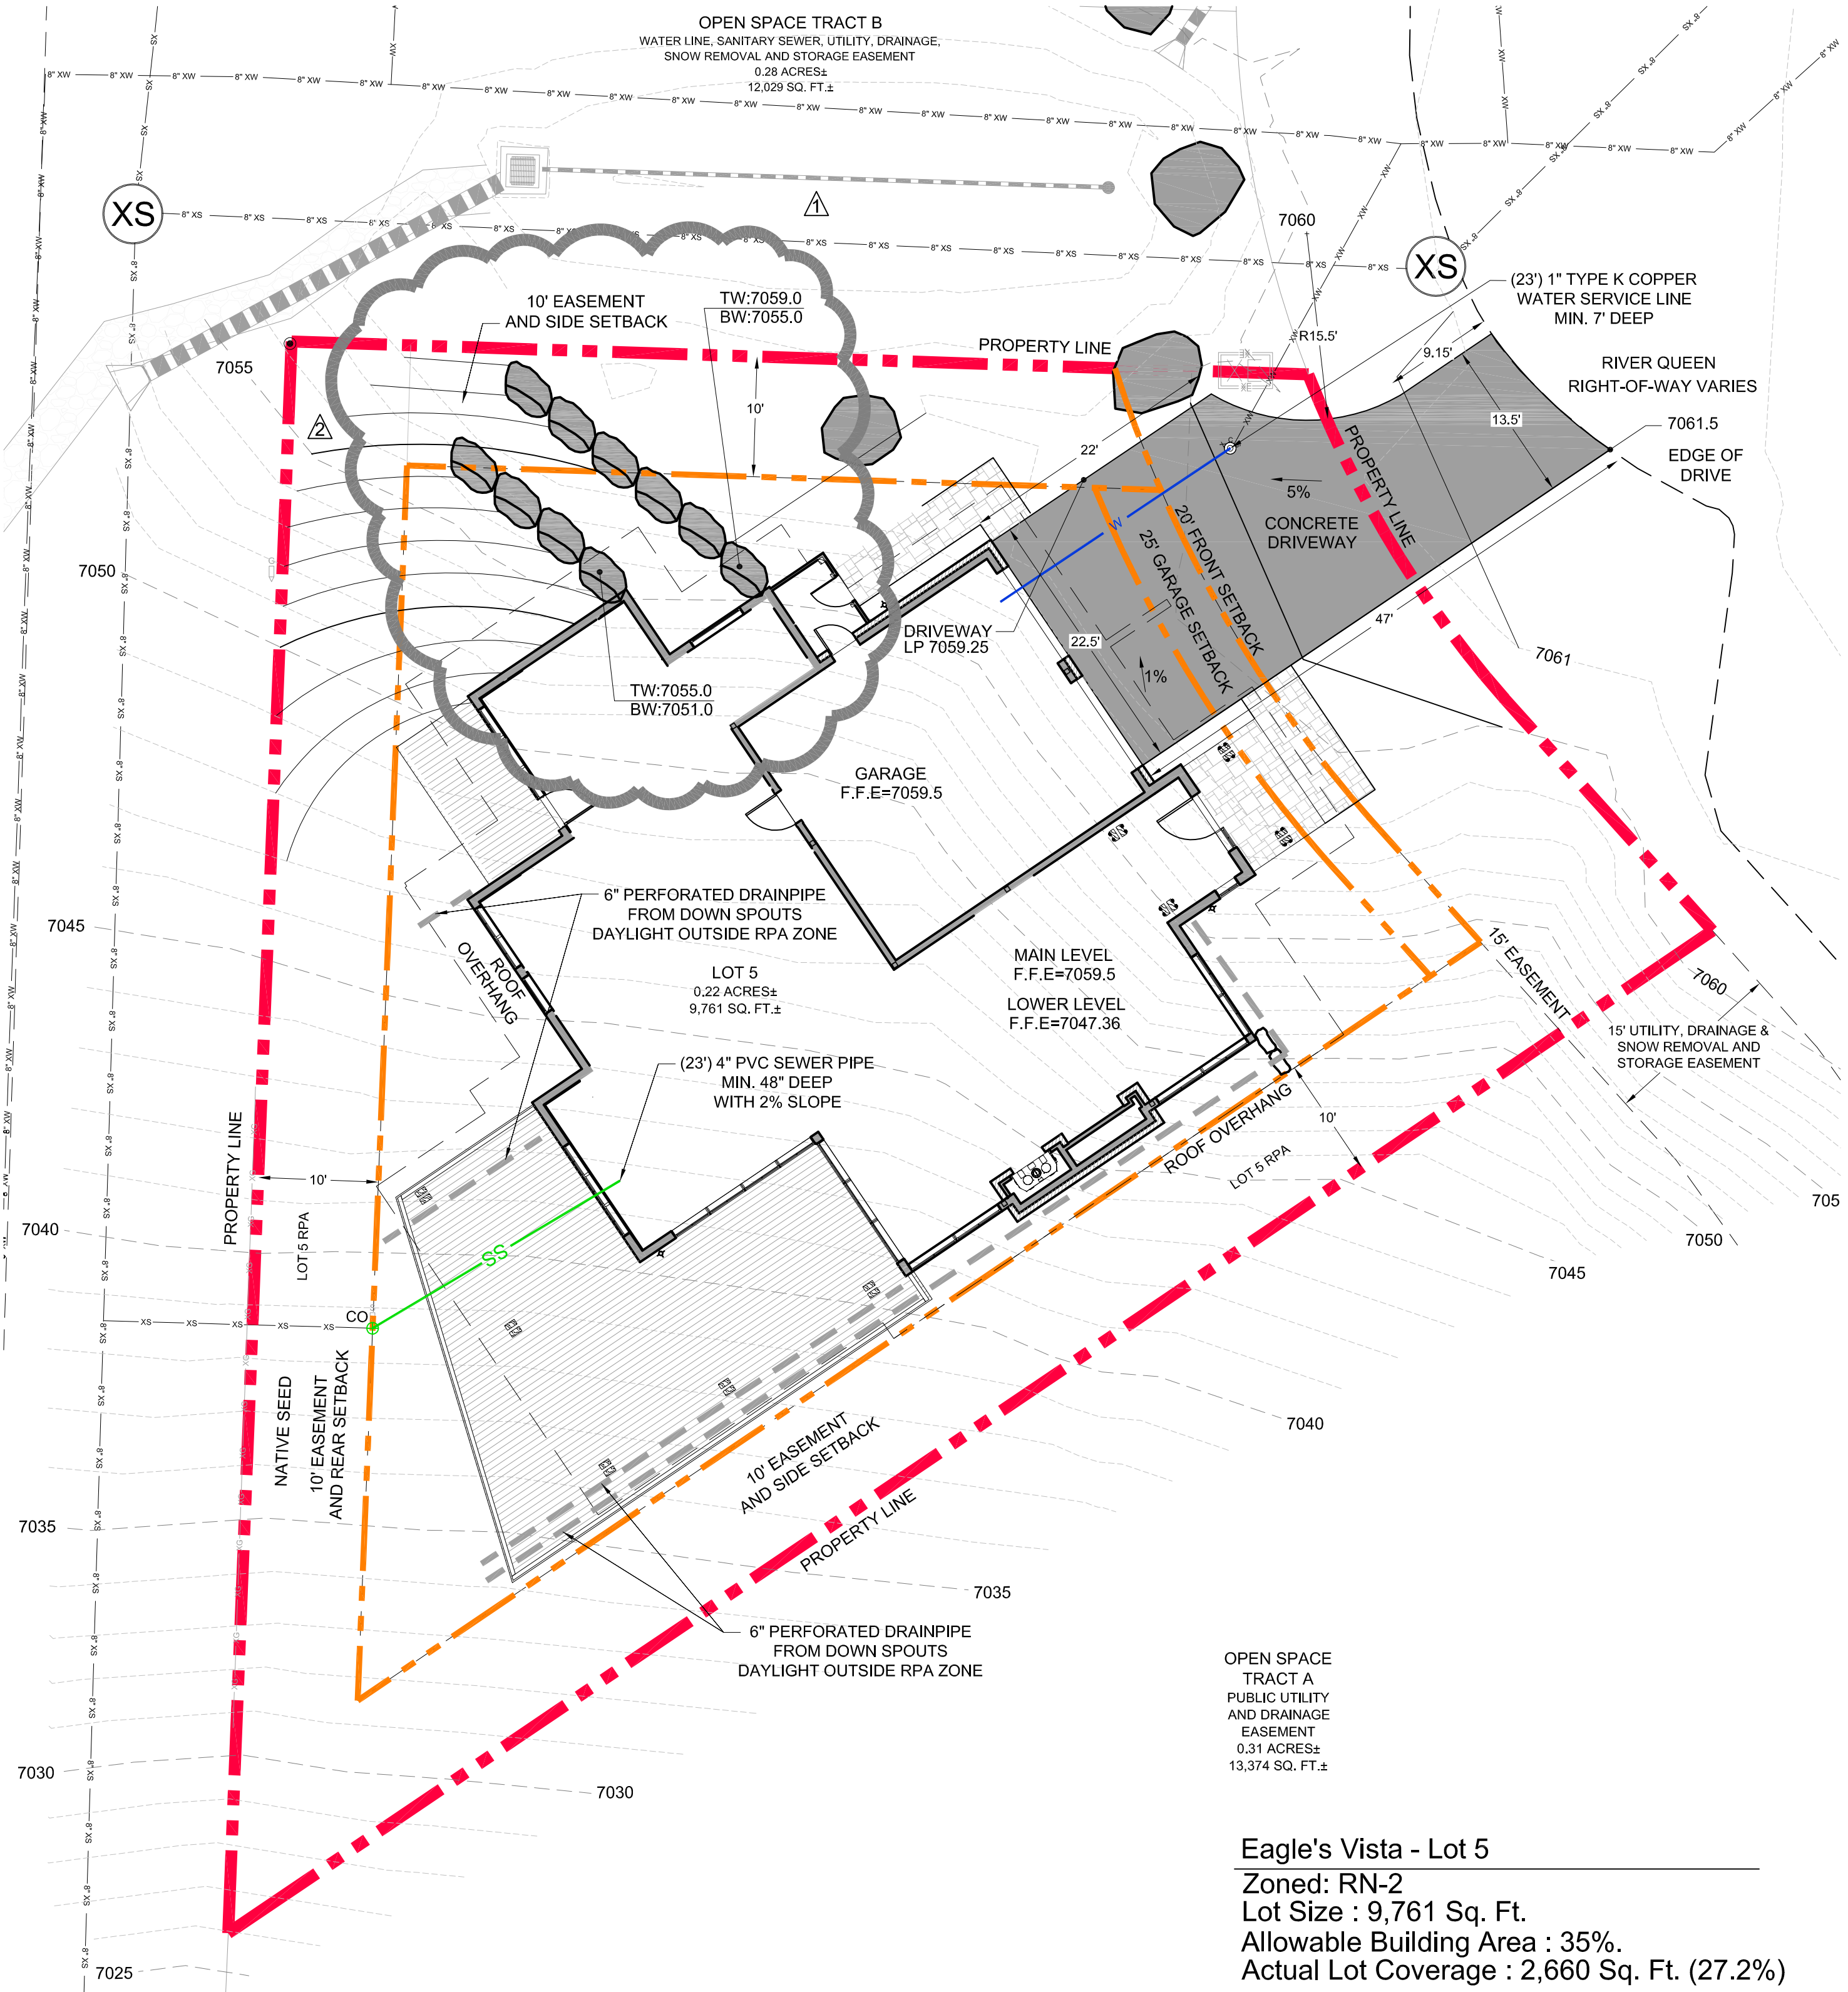 OPEN SPACE TRACT B
WATER LINE, SANITARY SEWER, UTILITY, DRAINAGE,
SNOW REMOVAL AND STORAGE EASEMENT
0.28 ACRES±
12,029 SQ. FT.±
8" XW
XW
8" XS
XS
XS
1
XS
7060
(23') 1" TYPE K COPPER
WATER SERVICE LINE
MIN. 7' DEEP
10' EASEMENT
AND SIDE SETBACK
TW:7059.0
BW:7055.0
PROPERTY LINE
R15.5'
9.15'
RIVER QUEEN
RIGHT-OF-WAY VARIES
7055
10'
13.5'
7061.5
2
22'
PROPERTY LINE
EDGE OF
DRIVE
5%
W
CONCRETE
DRIVEWAY
20' FRONT SETBACK
25' GARAGE SETBACK
7050
47'
DRIVEWAY
LP 7059.25
22.5'
7061
1%
TW:7055.0
BW:7051.0
GARAGE
F.F.E=7059.5
6" PERFORATED DRAINPIPE
FROM DOWN SPOUTS
DAYLIGHT OUTSIDE RPA ZONE
7045
ROOF
OVERHANG
LOT 5
0.22 ACRES±
9,761 SQ. FT.±
MAIN LEVEL
F.F.E=7059.5
LOWER LEVEL
F.F.E=7047.36
15' EASEMENT
7060
15' UTILITY, DRAINAGE &
SNOW REMOVAL AND
STORAGE EASEMENT
(23') 4" PVC SEWER PIPE
MIN. 48" DEEP
WITH 2% SLOPE
PROPERTY LINE
10'
10'
ROOF OVERHANG
LOT 5 RPA
705
7040
LOT 5 RPA
SS
7050
7045
CO
XS
NATIVE SEED
10' EASEMENT
AND REAR SETBACK
7040
10' EASEMENT
AND SIDE SETBACK
7035
PROPERTY LINE
7035
6" PERFORATED DRAINPIPE
FROM DOWN SPOUTS
DAYLIGHT OUTSIDE RPA ZONE
OPEN SPACE
TRACT A
PUBLIC UTILITY
AND DRAINAGE
EASEMENT
0.31 ACRES±
13,374 SQ. FT.±
7030
7030
7025
Eagle's Vista - Lot 5
Zoned: RN-2
Lot Size : 9,761 Sq. Ft.
Allowable Building Area : 35%.
Actual Lot Coverage : 2,660 Sq. Ft. (27.2%)